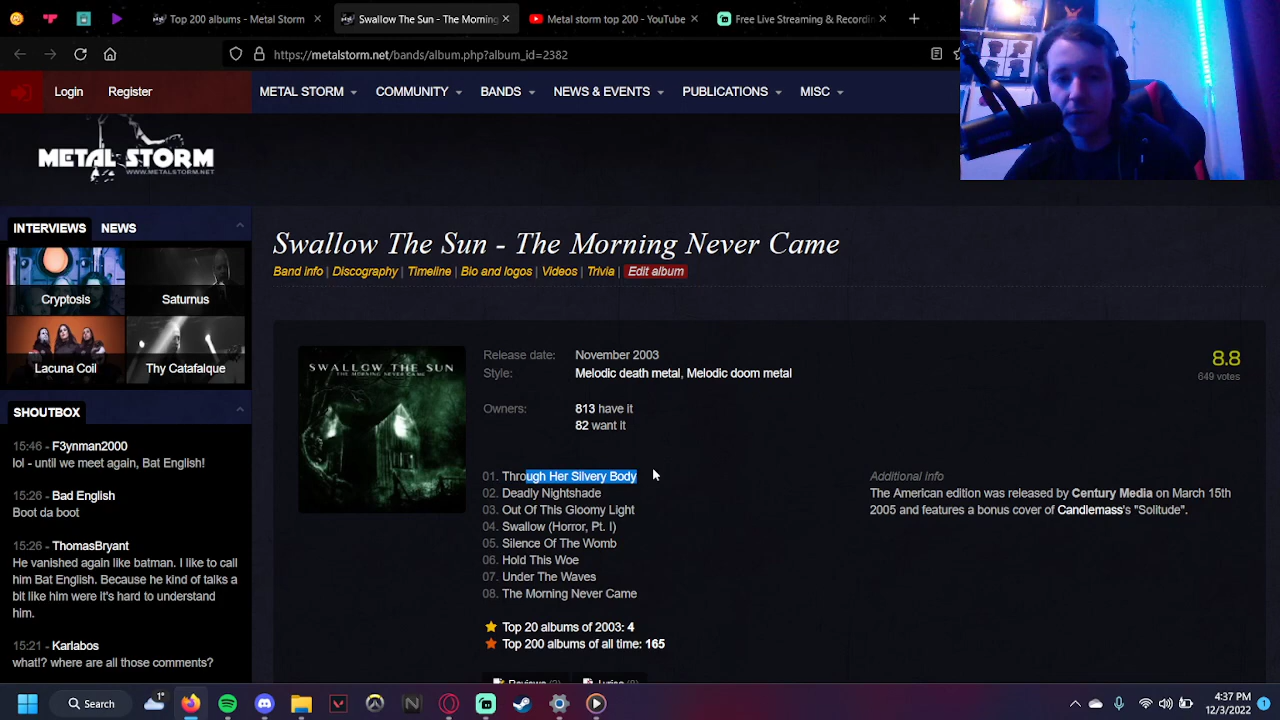 Top 200 albums - Metal Storm
Swallow The Sun - The Morning
Metal storm top 200 - YouTube
Free Live Streaming & Recordin
https://metalstorm.net/bands/album.php?album_id=2382
Login
Register
METAL STORM
COMMUNITY
BANDS
NEWS & EVENTS
PUBLICATIONS
MISC
METAL STORM
WWW.METALSTORM.NET
INTERVIEWS
NEWS
Cryptosis
Saturnus
Lacuna Coil
Thy Catafalque
SHOUTBOX
15:46 - F3ynman2000
lol - until we meet again, Bat English!
15:26 - Bad English
Boot da boot
15:26 - ThomasBryant
He vanished again like batman. I like to call
him Bat English. Because he kind of talks a
bit like him were it's hard to understand
him.
15:21 - Karlabos
what!? where are all those comments?
Swallow The Sun - The Morning Never Came
Band info | Discography | Timeline | Bio and logos | Videos | Trivia | Edit album
SWALLOW THE SUN
THE MORNING NEVER CAME
Release date: November 2003
Style: Melodic death metal, Melodic doom metal
Owners: 813 have it
82 want it
8.8
649 votes
01. Through Her Silvery Body
02. Deadly Nightshade
03. Out Of This Gloomy Light
04. Swallow (Horror, Pt. I)
05. Silence Of The Womb
06. Hold This Woe
07. Under The Waves
08. The Morning Never Came
Additional info
The American edition was released by Century Media on March 15th
2005 and features a bonus cover of Candlemass's "Solitude".
Top 20 albums of 2003: 4
Top 200 albums of all time: 165
Search
4:37 PM
12/3/2022
1